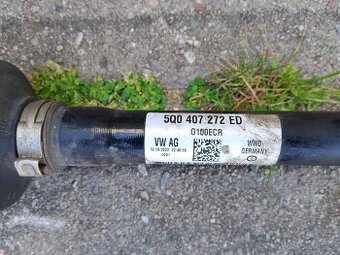 5Q0 407 272 ED
0100ECR
VW AG
WWO
GERMANY